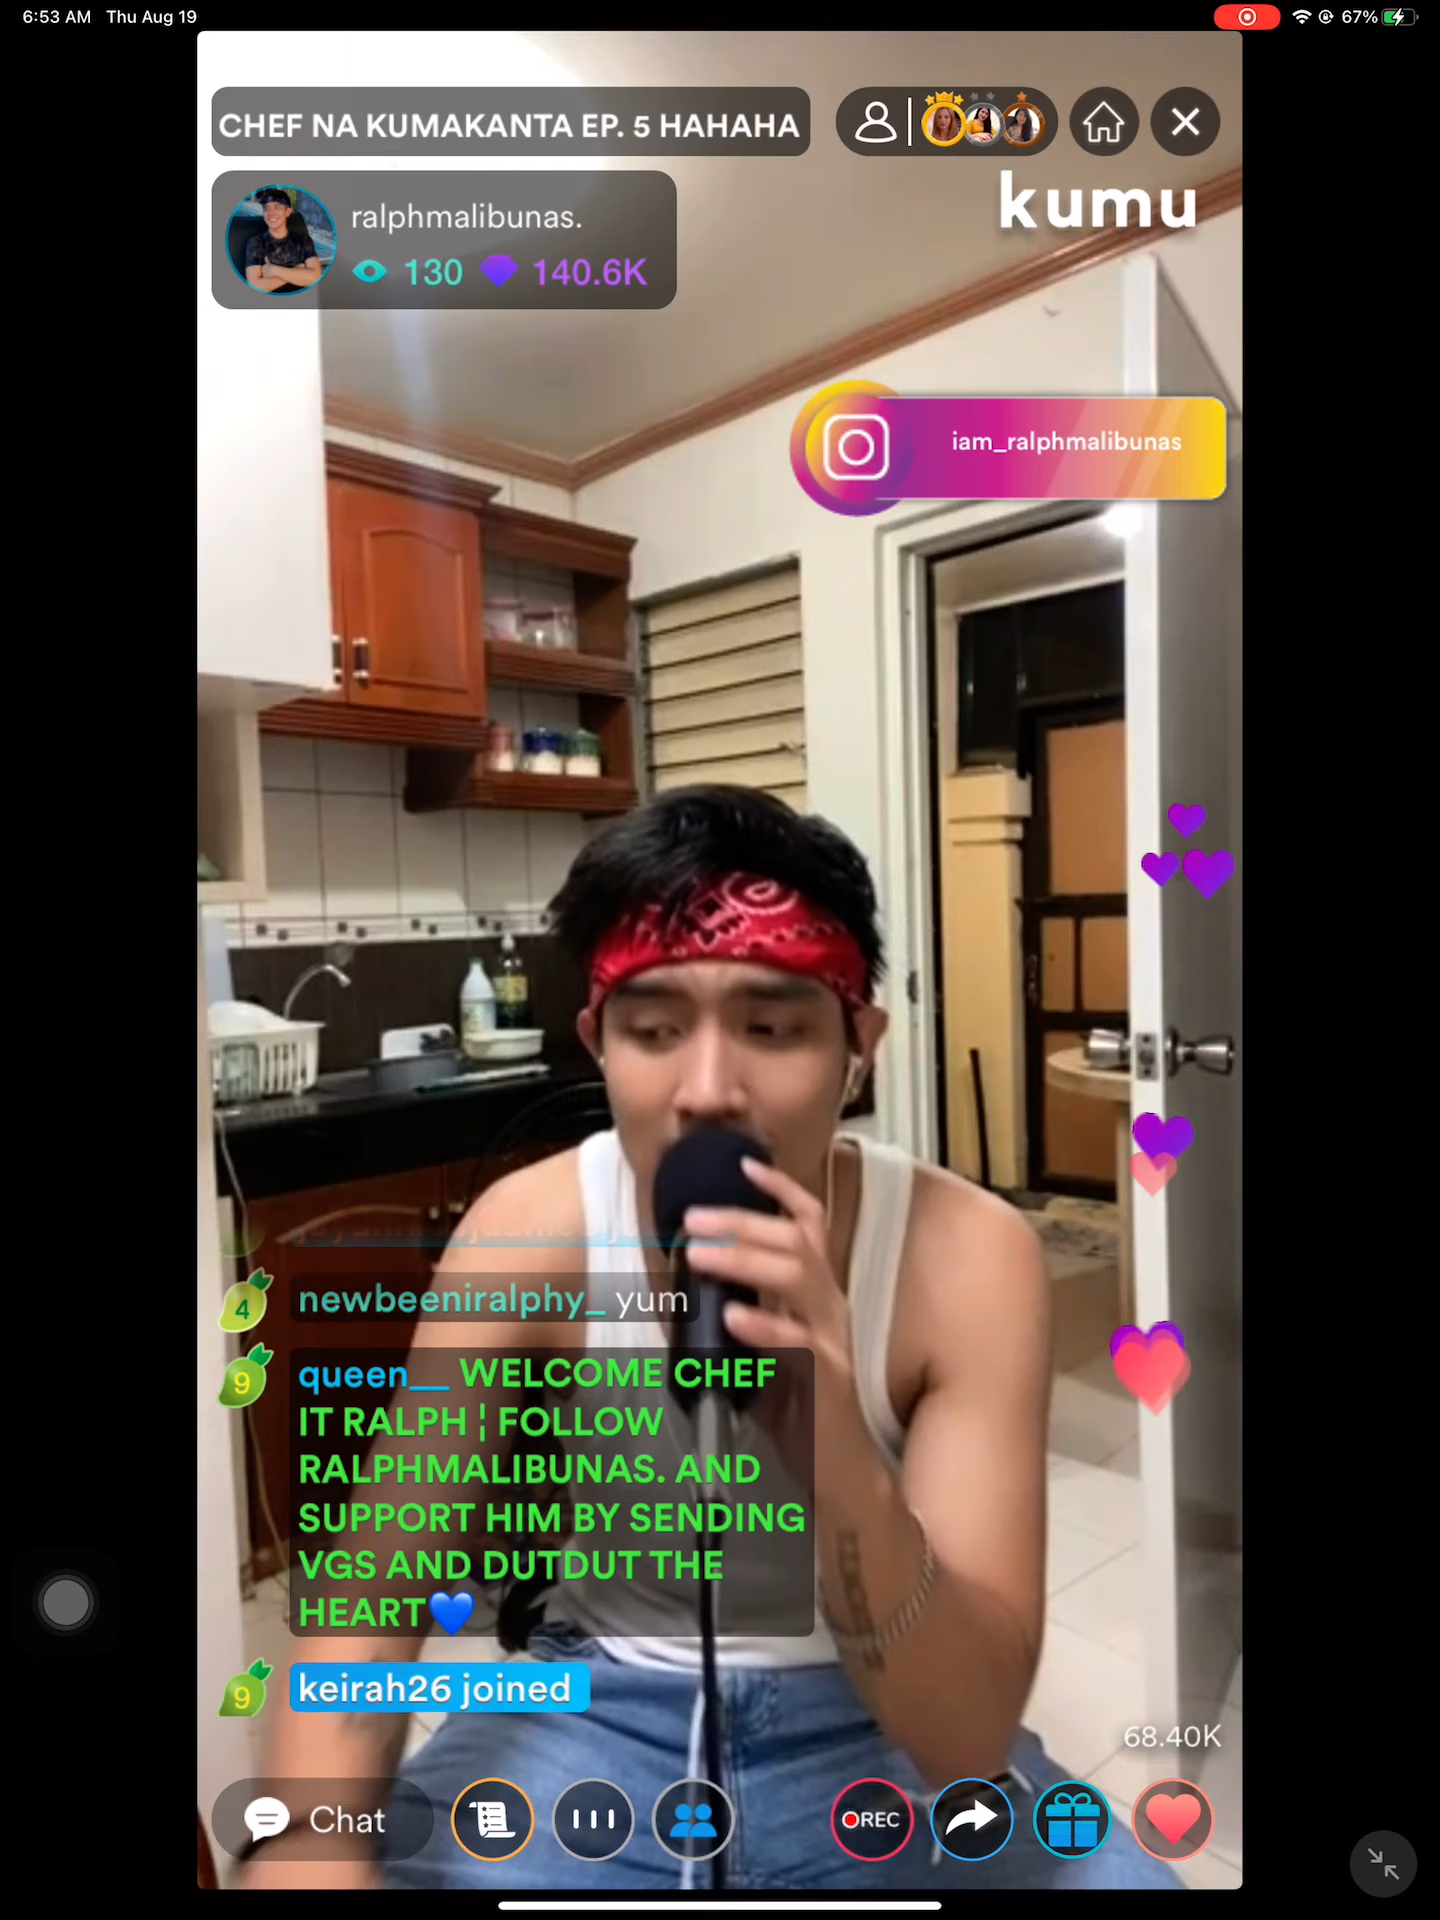 6:53 AM Thu Aug 19
67%
CHEF NA KUMAKANTA EP. 5 HAHAHA
ralphmalibunas.
130 140.6K
kumu
iam_ralphmalibunas
4 newbeeniralphy_ yum
9 queen__ WELCOME CHEF
IT RALPH ¦ FOLLOW
RALPHMALIBUNAS. AND
SUPPORT HIM BY SENDING
VGS AND DUTDUT THE
HEART💙
9 keirah26 joined
68.40K
Chat
REC